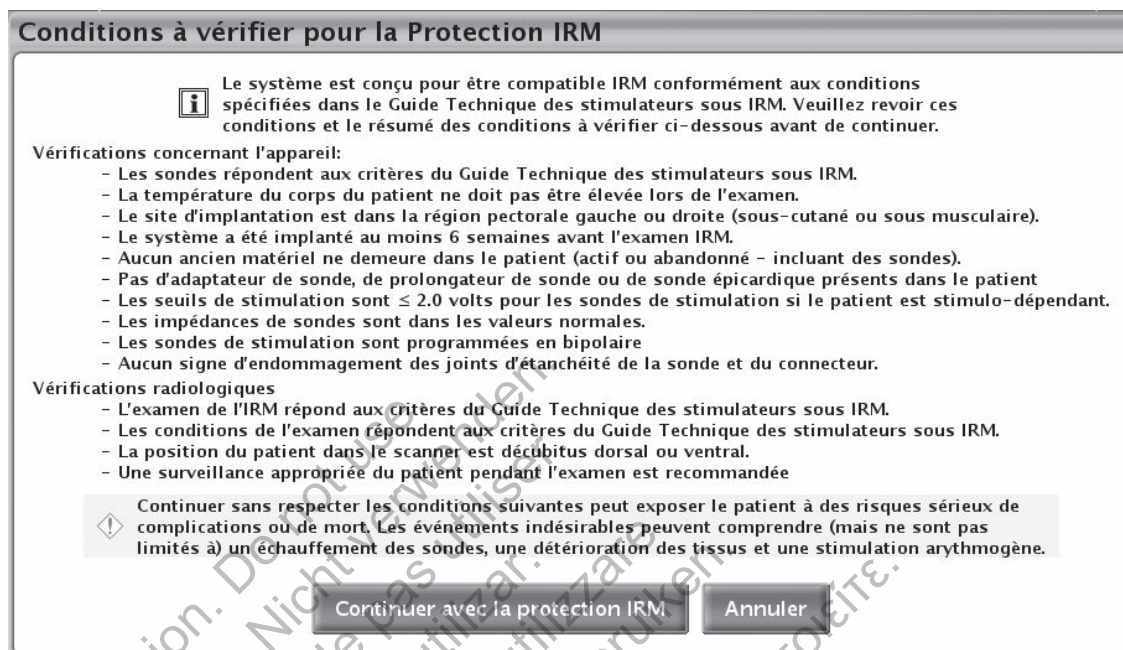 Conditions à vérifier pour la Protection IRM
Le système est conçu pour être compatible IRM conformément aux conditions
spécifiées dans le Guide Technique des stimulateurs sous IRM. Veuillez revoir ces
conditions et le résumé des conditions à vérifier ci-dessous avant de continuer.
Vérifications concernant l'appareil:
- Les sondes répondent aux critères du Guide Technique des stimulateurs sous IRM.
- La température du corps du patient ne doit pas être élevée lors de l'examen.
- Le site d'implantation est dans la région pectorale gauche ou droite (sous-cutané ou sous musculaire).
- Le système a été implanté au moins 6 semaines avant l'examen IRM.
- Aucun ancien matériel ne demeure dans le patient (actif ou abandonné - incluant des sondes).
- Pas d'adaptateur de sonde, de prolongateur de sonde ou de sonde épicardique présents dans le patient
- Les seuils de stimulation sont ≤ 2.0 volts pour les sondes de stimulation si le patient est stimulo-dépendant.
- Les impédances de sondes sont dans les valeurs normales.
- Les sondes de stimulation sont programmées en bipolaire
- Aucun signe d'endommagement des joints d'étanchéité de la sonde et du connecteur.
Vérifications radiologiques
- L'examen de l'IRM répond aux critères du Guide Technique des stimulateurs sous IRM.
- Les conditions de l'examen répondent aux critères du Guide Technique des stimulateurs sous IRM.
- La position du patient dans le scanner est décubitus dorsal ou ventral.
- Une surveillance appropriée du patient pendant l'examen est recommandée
Continuer sans respecter les conditions suivantes peut exposer le patient à des risques sérieux de
complications ou de mort. Les événements indésirables peuvent comprendre (mais ne sont pas
limités à) un échauffement des sondes, une détérioration des tissus et une stimulation arythmogène.
Continuer avec la protection IRM
Annuler
Do not use
Nicht verwenden.
pas utiliser.
utilizar.
utilizzare